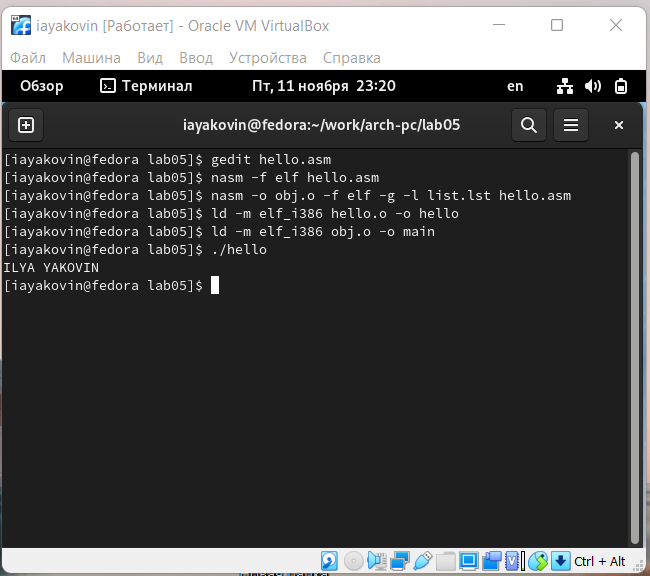 iayakovin [Работает] - Oracle VM VirtualBox
Файл Машина Вид Ввод Устройства Справка
Обзор Терминал Пт, 11 ноября 23:20 en
iayakovin@fedora:~/work/arch-pc/lab05
[iayakovin@fedora lab05]$ gedit hello.asm
[iayakovin@fedora lab05]$ nasm -f elf hello.asm
[iayakovin@fedora lab05]$ nasm -o obj.o -f elf -g -l list.lst hello.asm
[iayakovin@fedora lab05]$ ld -m elf_i386 hello.o -o hello
[iayakovin@fedora lab05]$ ld -m elf_i386 obj.o -o main
[iayakovin@fedora lab05]$ ./hello
ILYA YAKOVIN
[iayakovin@fedora lab05]$
Ctrl + Alt